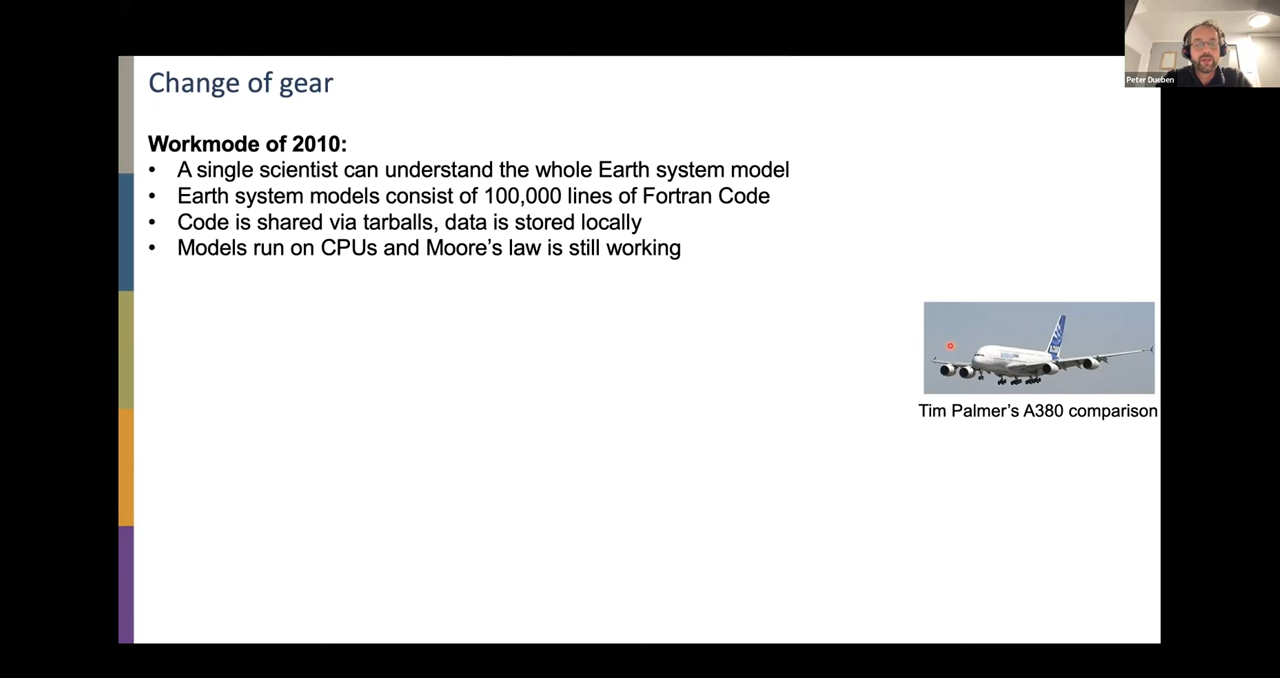 Change of gear
Peter Dueben
Workmode of 2010:
• A single scientist can understand the whole Earth system model
• Earth system models consist of 100,000 lines of Fortran Code
• Code is shared via tarballs, data is stored locally
• Models run on CPUs and Moore’s law is still working
Tim Palmer’s A380 comparison